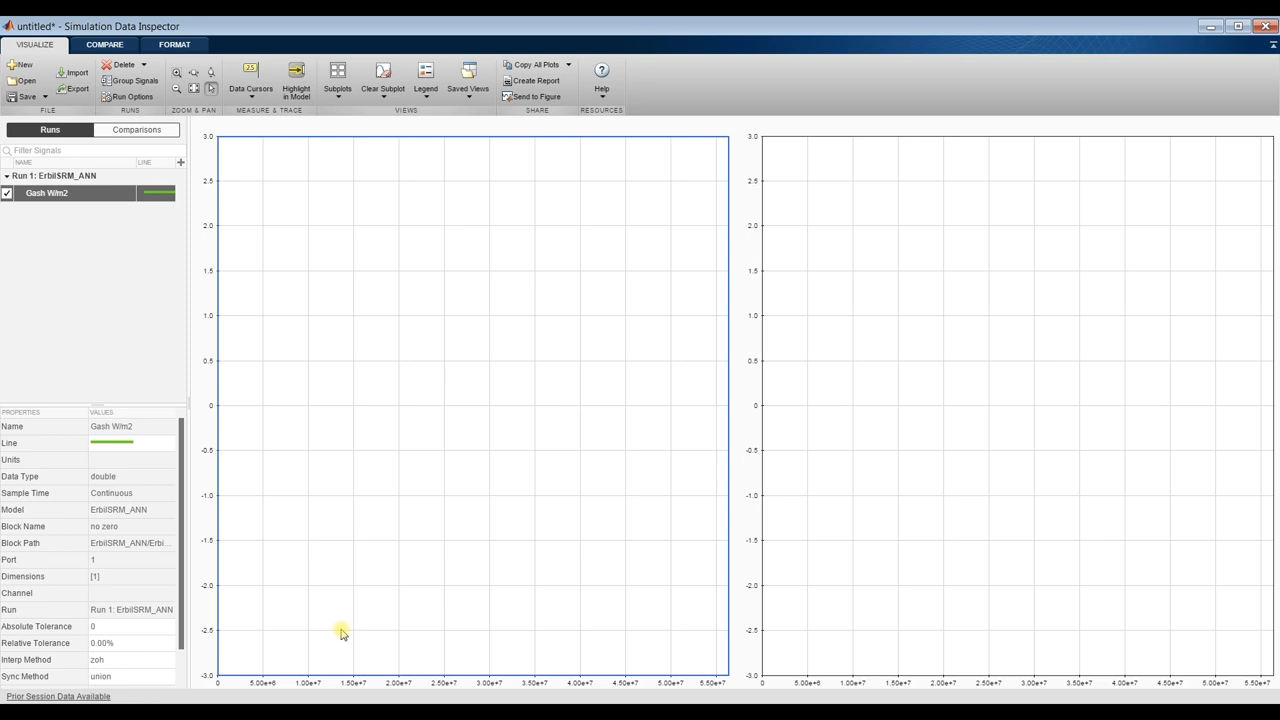 untitled* - Simulation Data Inspector
VISUALIZE COMPARE FORMAT
New
Open
Save
Import
Export
FILE
Delete
Group Signals
Run Options
RUNS
ZOOM & PAN
Data Cursors
Highlight in Model
MEASURE & TRACE
Subplots
Clear Subplot
Legend
Saved Views
VIEWS
Copy All Plots
Create Report
Send to Figure
SHARE
Help
RESOURCES
Runs Comparisons
Filter Signals
NAME LINE
Run 1: ErbilSRM_ANN
Gash W/m2
PROPERTIES VALUES
Name Gash W/m2
Line
Units
Data Type double
Sample Time Continuous
Model ErbilSRM_ANN
Block Name no zero
Block Path ErbilSRM_ANN/Erbi...
Port 1
Dimensions [1]
Channel
Run Run 1: ErbilSRM_ANN
Absolute Tolerance 0
Relative Tolerance 0.00%
Interp Method zoh
Sync Method union
Prior Session Data Available
3.0
2.5
2.0
1.5
1.0
0.5
0
-0.5
-1.0
-1.5
-2.0
-2.5
-3.0
0 5.00e+6 1.00e+7 1.50e+7 2.00e+7 2.50e+7 3.00e+7 3.50e+7 4.00e+7 4.50e+7 5.00e+7 5.50e+7
3.0
2.5
2.0
1.5
1.0
0.5
0
-0.5
-1.0
-1.5
-2.0
-2.5
-3.0
0 5.00e+6 1.00e+7 1.50e+7 2.00e+7 2.50e+7 3.00e+7 3.50e+7 4.00e+7 4.50e+7 5.00e+7 5.50e+7